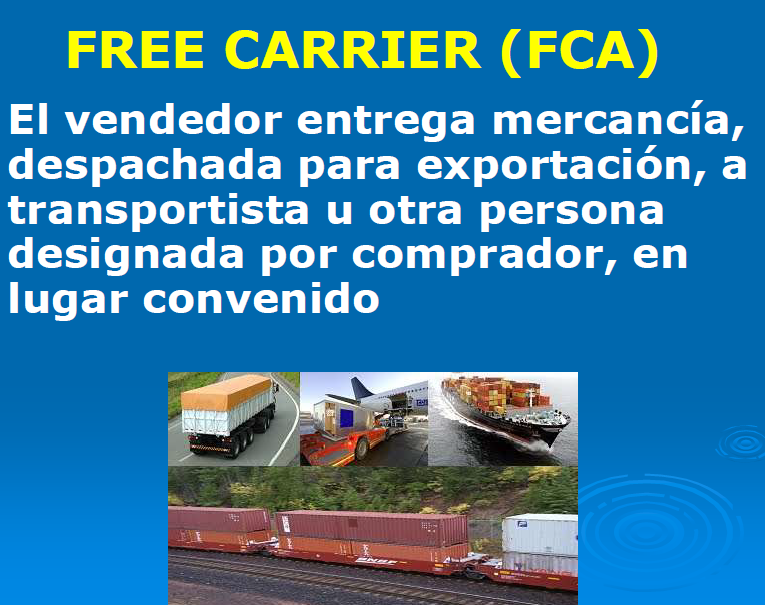 FREE CARRIER (FCA)
El vendedor entrega mercancía,
despachada para exportación, a
transportista u otra persona
designada por comprador, en
lugar convenido
BNSF